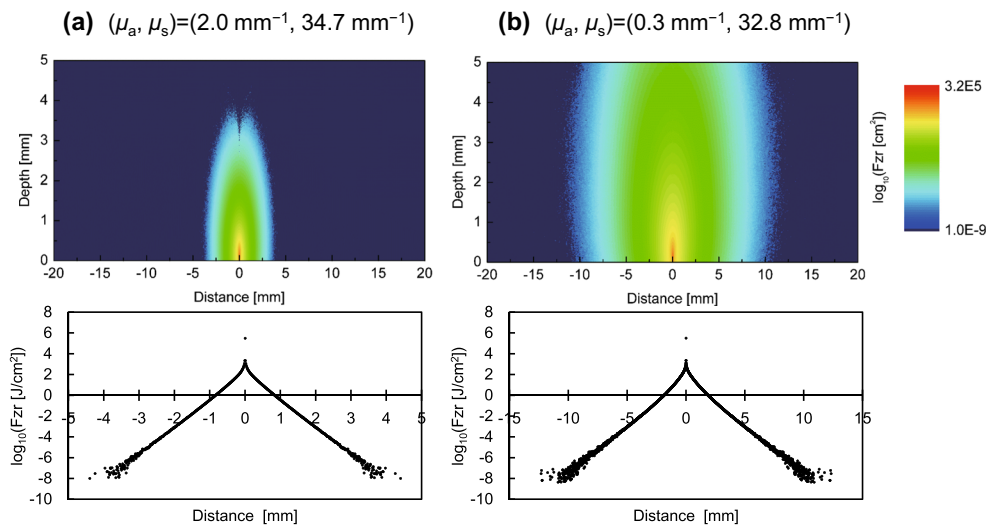 (a) (μa, μs)=(2.0 mm⁻¹, 34.7 mm⁻¹)
(b) (μa, μs)=(0.3 mm⁻¹, 32.8 mm⁻¹)
5
4
3
2
1
0
Depth [mm]
-20 -15 -10 -5 0 5 10 15 20
Distance [mm]
5
4
3
2
1
0
Depth [mm]
-20 -15 -10 -5 0 5 10 15 20
Distance [mm]
3.2E5
1.0E-9
log₁₀(Fzr [cm²]
8
6
4
2
0
-2
-4
-6
-8
-10
log₁₀(Fzr [J/cm²])
-5 -4 -3 -2 -1 0 1 2 3 4 5
Distance [mm]
8
6
4
2
0
-2
-4
-6
-8
-10
log₁₀(Fzr [J/cm²])
-15 -10 -5 0 5 10 15
Distance [mm]